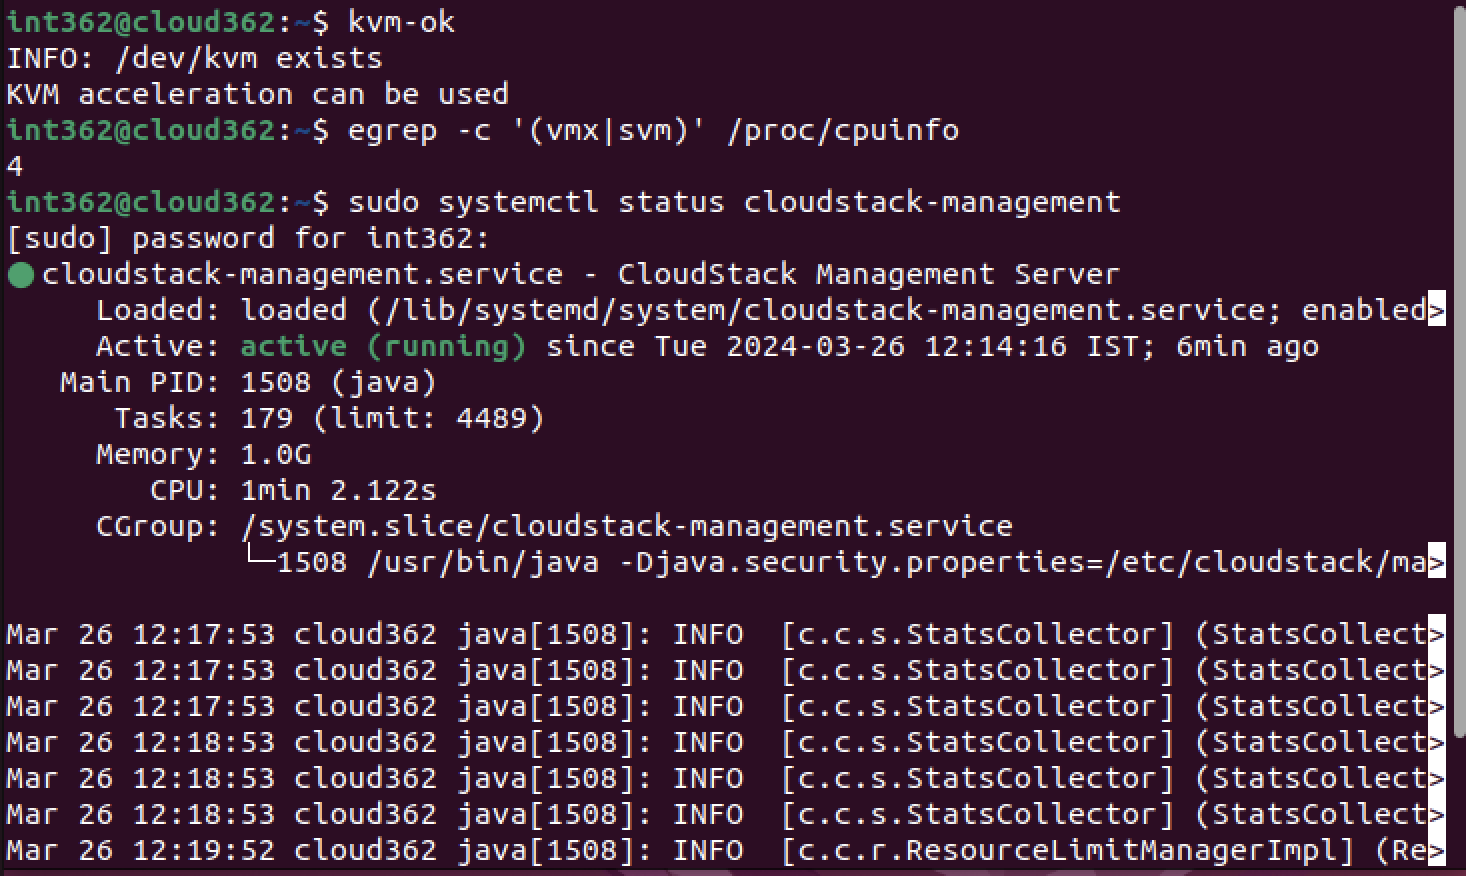 int362@cloud362:~$ kvm-ok
INFO: /dev/kvm exists
KVM acceleration can be used
int362@cloud362:~$ egrep -c '(vmx|svm)' /proc/cpuinfo
4
int362@cloud362:~$ sudo systemctl status cloudstack-management
[sudo] password for int362:
● cloudstack-management.service - CloudStack Management Server
     Loaded: loaded (/lib/systemd/system/cloudstack-management.service; enabled>
     Active: active (running) since Tue 2024-03-26 12:14:16 IST; 6min ago
   Main PID: 1508 (java)
      Tasks: 179 (limit: 4489)
     Memory: 1.0G
        CPU: 1min 2.122s
     CGroup: /system.slice/cloudstack-management.service
             └─1508 /usr/bin/java -Djava.security.properties=/etc/cloudstack/ma>
Mar 26 12:17:53 cloud362 java[1508]: INFO  [c.c.s.StatsCollector] (StatsCollect>
Mar 26 12:17:53 cloud362 java[1508]: INFO  [c.c.s.StatsCollector] (StatsCollect>
Mar 26 12:17:53 cloud362 java[1508]: INFO  [c.c.s.StatsCollector] (StatsCollect>
Mar 26 12:18:53 cloud362 java[1508]: INFO  [c.c.s.StatsCollector] (StatsCollect>
Mar 26 12:18:53 cloud362 java[1508]: INFO  [c.c.s.StatsCollector] (StatsCollect>
Mar 26 12:18:53 cloud362 java[1508]: INFO  [c.c.s.StatsCollector] (StatsCollect>
Mar 26 12:19:52 cloud362 java[1508]: INFO  [c.c.r.ResourceLimitManagerImpl] (Re>